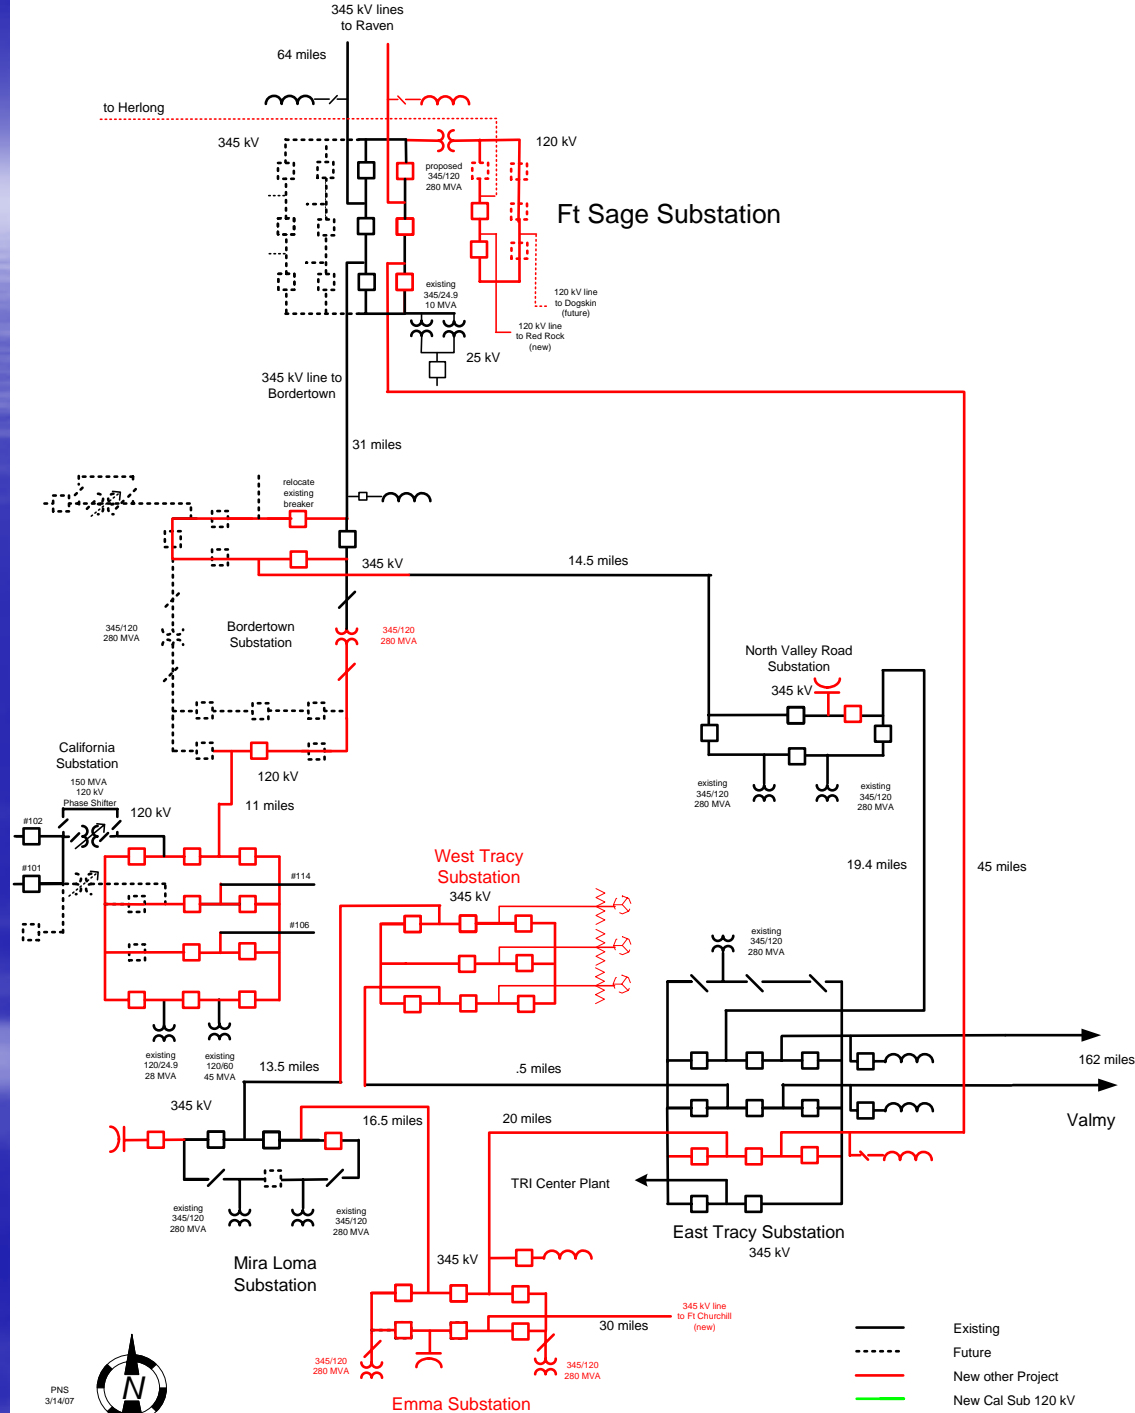 345 kV lines
to Raven
64 miles
to Herlong
345 kV
120 kV
proposed
345/120
280 MVA
Ft Sage Substation
existing
345/24.9
10 MVA
120 kV line
to Dogskin
(future)
120 kV line
to Red Rock
(new)
25 kV
345 kV line to
Bordertown
31 miles
relocate
existing
breaker
345 kV
14.5 miles
345/120
280 MVA
Bordertown
Substation
345/120
280 MVA
North Valley Road
Substation
345 kV
California
Substation
150 MVA
120 kV
Phase Shifter
120 kV
120 kV
11 miles
existing
345/120
280 MVA
existing
345/120
280 MVA
#102
#101
#114
#106
West Tracy
Substation
345 kV
19.4 miles
45 miles
existing
345/120
280 MVA
existing
120/24.9
28 MVA
existing
120/60
45 MVA
13.5 miles
.5 miles
162 miles
345 kV
16.5 miles
20 miles
Valmy
TRI Center Plant
existing
345/120
280 MVA
existing
345/120
280 MVA
East Tracy Substation
345 kV
Mira Loma
Substation
345 kV
345 kV line
to Ft Churchill
(new)
30 miles
345/120
280 MVA
345/120
280 MVA
Emma Substation
N
PNS
3/14/07
Existing
Future
New other Project
New Cal Sub 120 kV